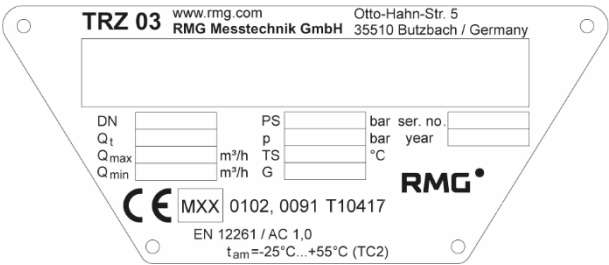 TRZ 03 www.rmg.com Otto-Hahn-Str. 5
RMG Messtechnik GmbH 35510 Butzbach / Germany
DN PS bar ser. no.
Qt p bar year
Qmax m³/h TS °C
Qmin m³/h G
RMG
CE MXX 0102, 0091 T10417
EN 12261 / AC 1,0
tam=-25°C...+55°C (TC2)